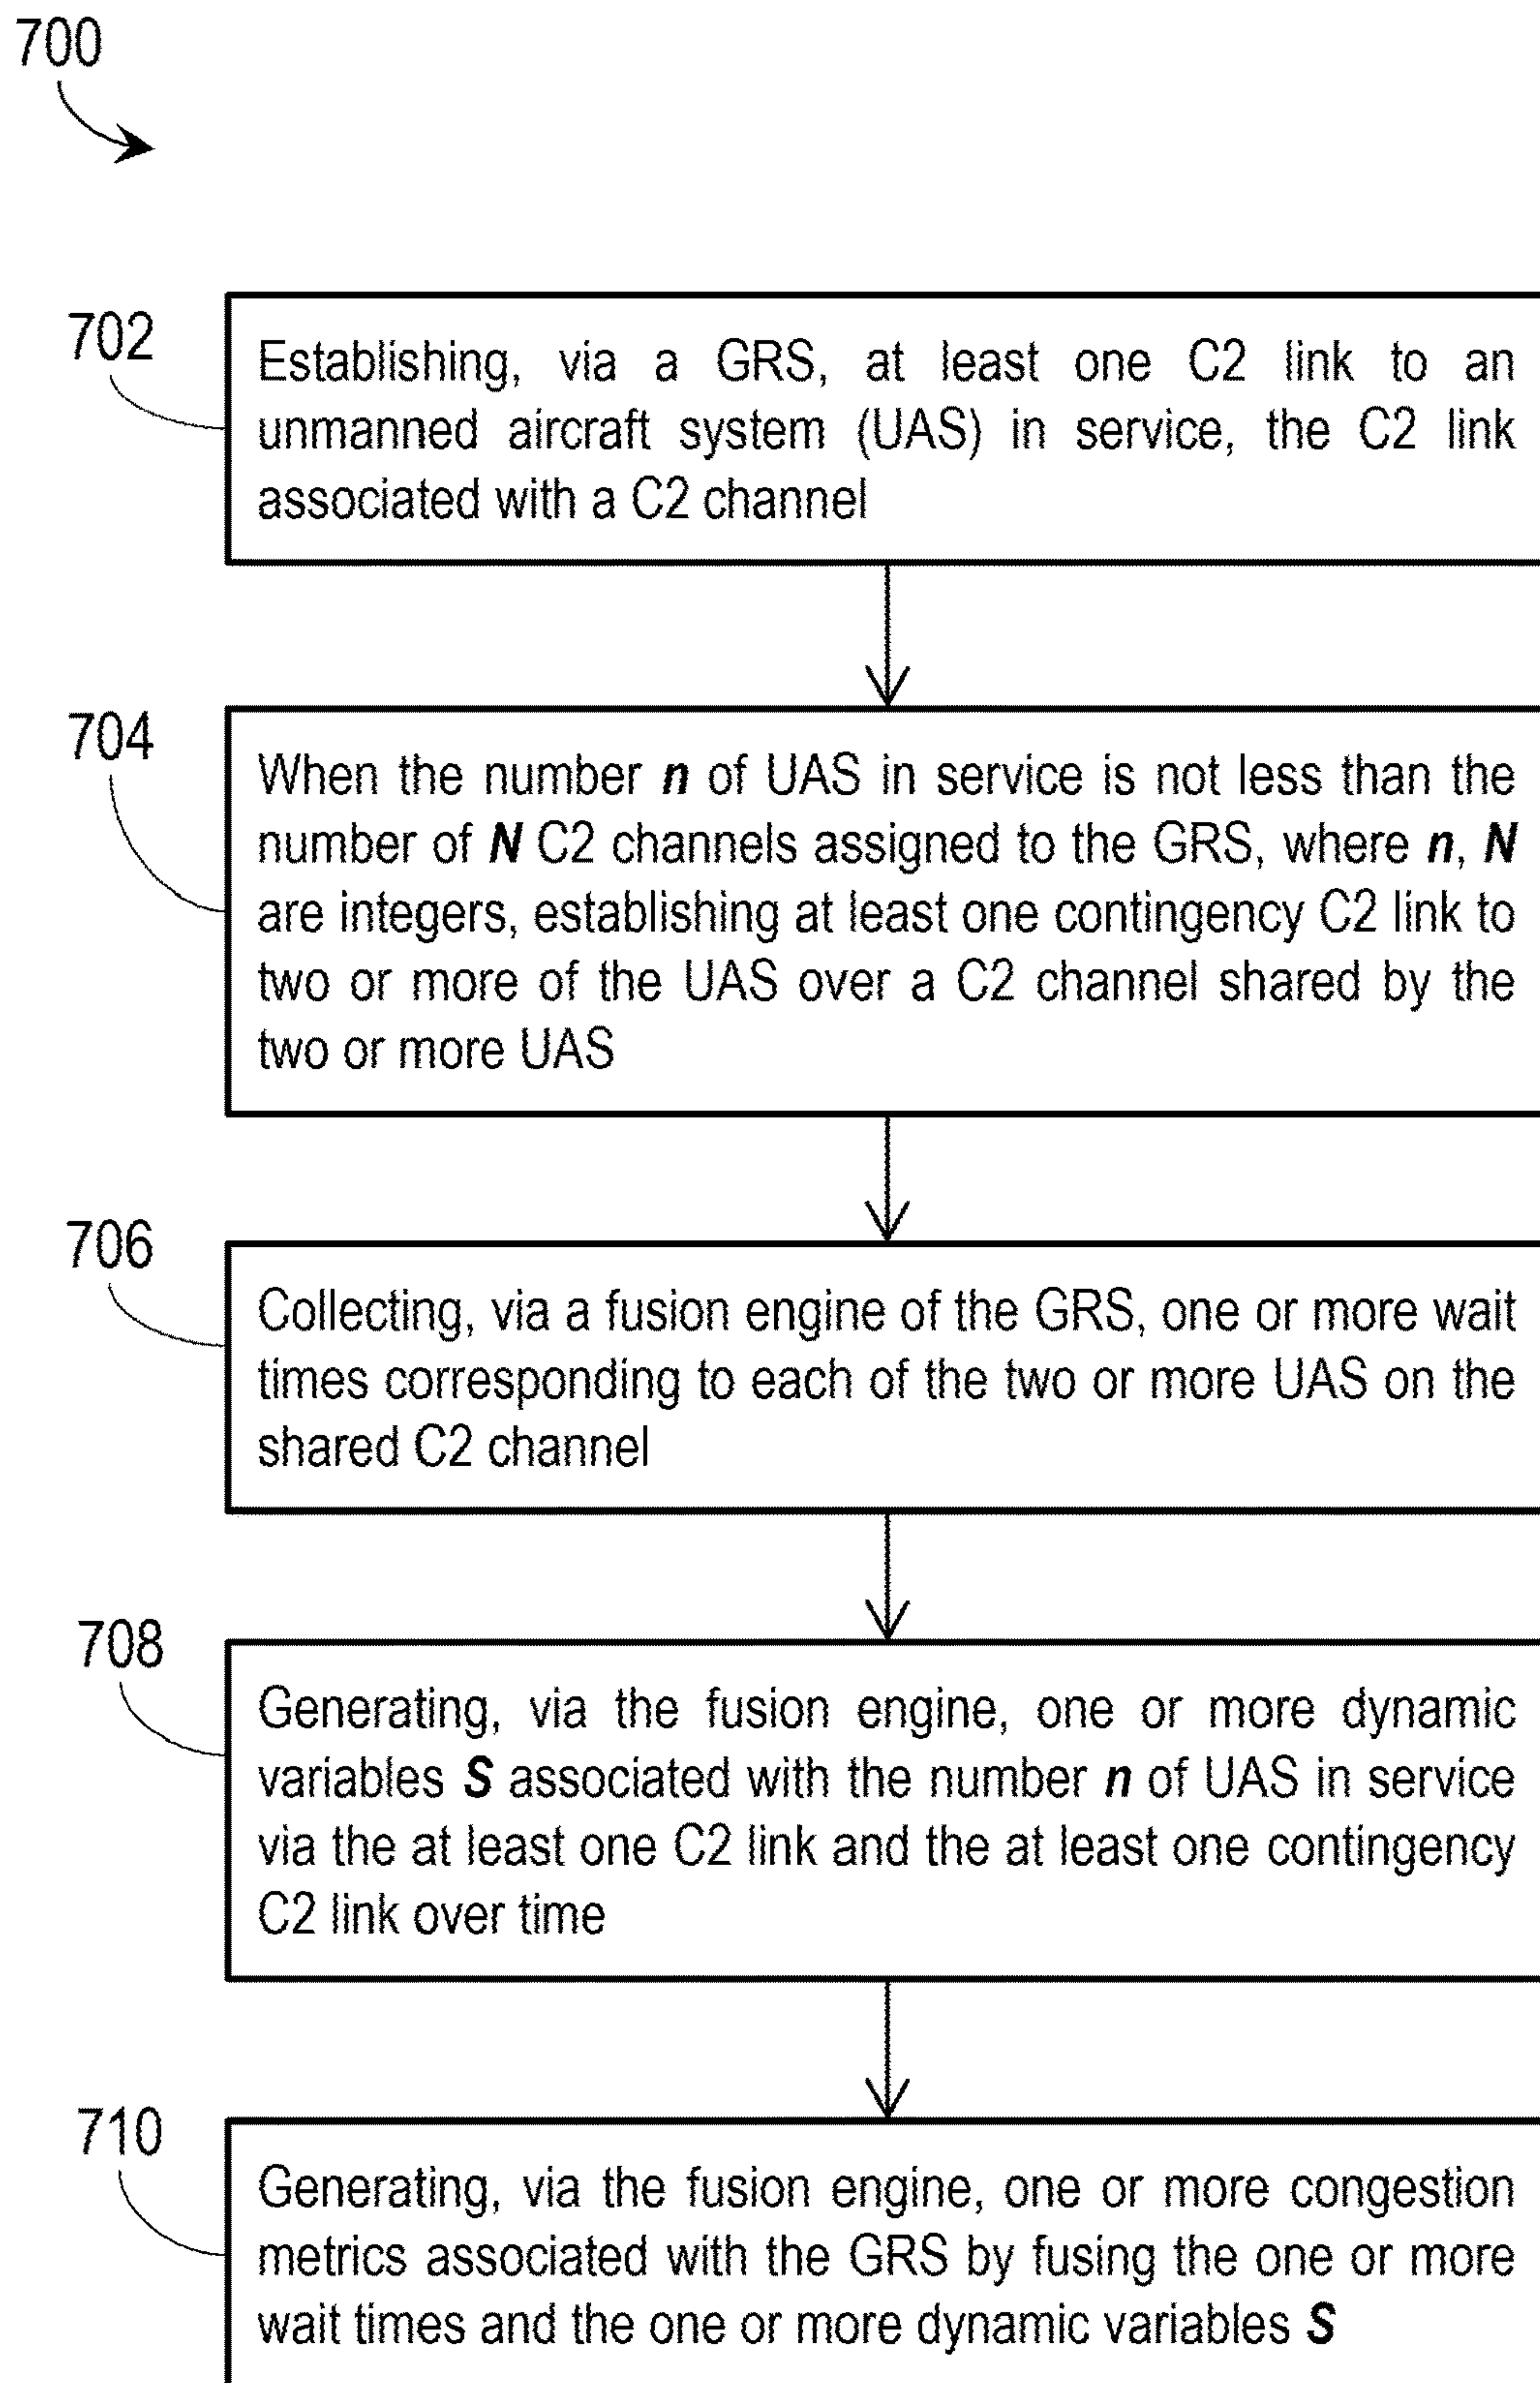 700
702
Establishing, via a GRS, at least one C2 link to an
unmanned aircraft system (UAS) in service, the C2 link
associated with a C2 channel
704
When the number n of UAS in service is not less than the
number of N C2 channels assigned to the GRS, where n, N
are integers, establishing at least one contingency C2 link to
two or more of the UAS over a C2 channel shared by the
two or more UAS
706
Collecting, via a fusion engine of the GRS, one or more wait
times corresponding to each of the two or more UAS on the
shared C2 channel
708
Generating, via the fusion engine, one or more dynamic
variables S associated with the number n of UAS in service
via the at least one C2 link and the at least one contingency
C2 link over time
710
Generating, via the fusion engine, one or more congestion
metrics associated with the GRS by fusing the one or more
wait times and the one or more dynamic variables S